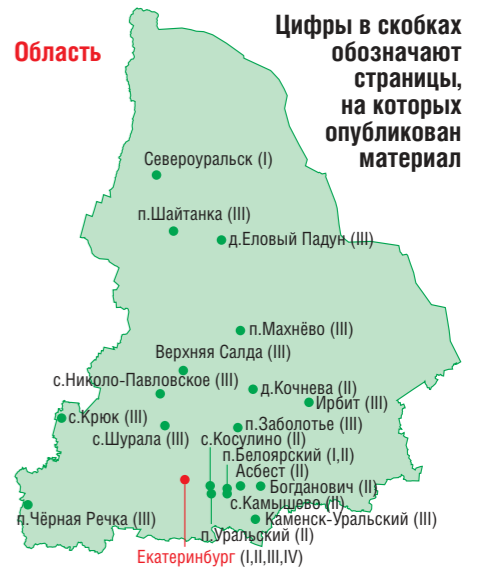 Область
Цифры в скобках
обозначают
страницы,
на которых
опубликован
материал
Североуральск (I)
п.Шайтанка (III)
д.Еловый Падун (III)
п.Махнёво (III)
Верхняя Салда (III)
с.Николо-Павловское (III)
д.Кочнева (II)
Ирбит (III)
с.Крюк (III)
п.Заболотье (III)
с.Шурала (III)
с.Косулино (II)
п.Белоярский (I,II)
Асбест (II)
Богданович (II)
с.Камышево (II)
п.Чёрная Речка (III)
Каменск-Уральский (III)
п.Уральский (II)
Екатеринбург (I,II,III,IV)